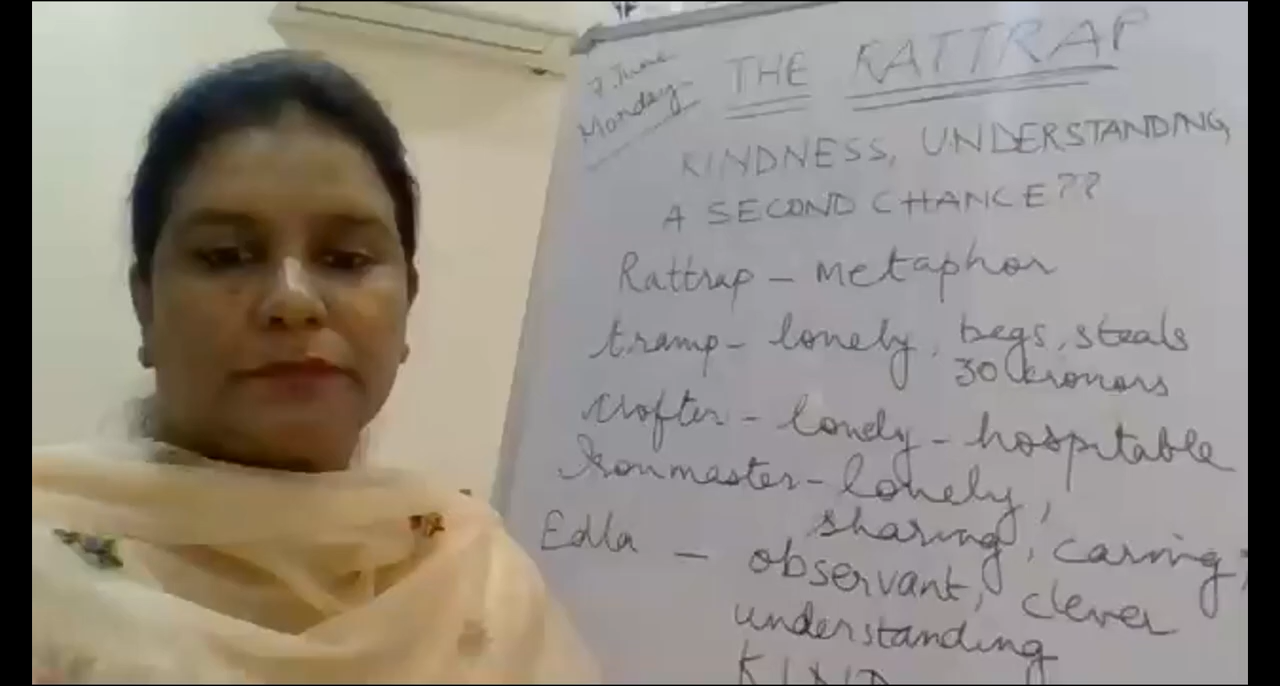 7 June
Monday
THE RATTRAP
KINDNESS, UNDERSTANDING,
A SECOND CHANCE??
Rattrap - metaphor
tramp - lonely, begs, steals
30 kronors
crofter - lonely - hospitable
Ironmaster - lonely,
sharing, caring,
Edla - observant, clever
understanding
KIND